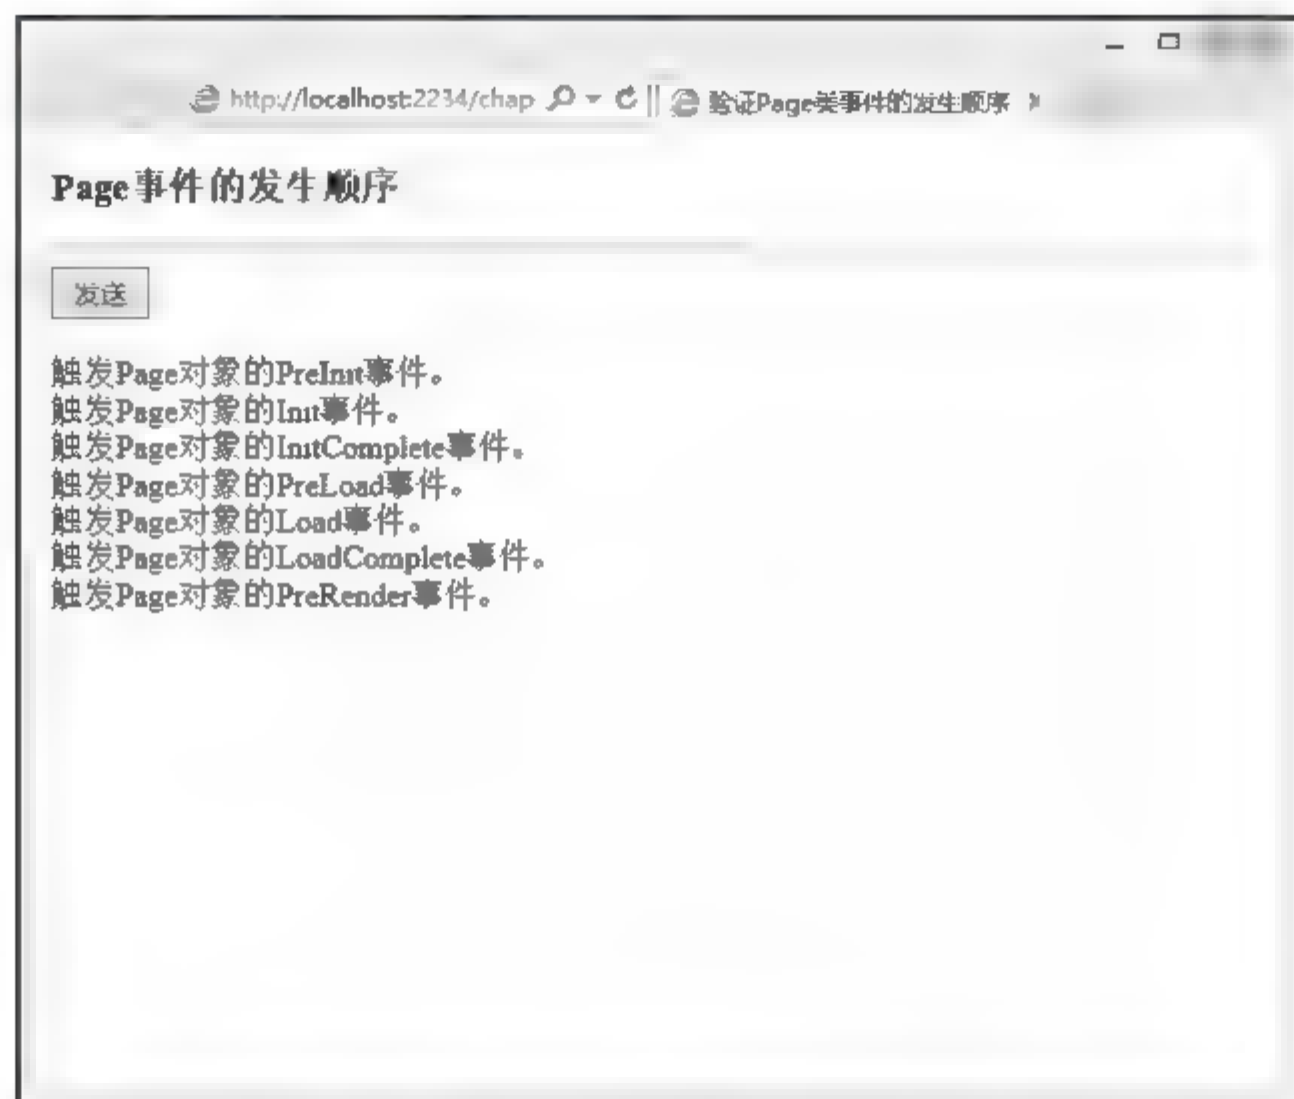 http://localhost:2234/chap
验证Page类事件的发生顺序
Page事件的发生顺序
发送
触发Page对象的PreInit事件。
触发Page对象的Init事件。
触发Page对象的InitComplete事件。
触发Page对象的PreLoad事件。
触发Page对象的Load事件。
触发Page对象的LoadComplete事件。
触发Page对象的PreRender事件。